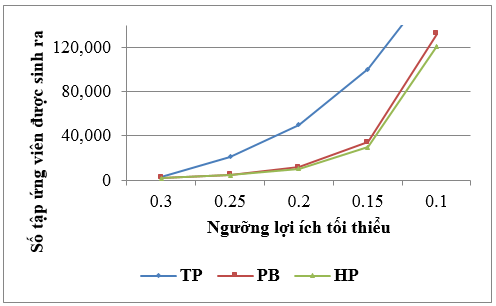 Số tập ứng viên được sinh ra
120,000
80,000
40,000
0
0.3 0.25 0.2 0.15 0.1
Ngưỡng lợi ích tối thiểu
TP PB HP